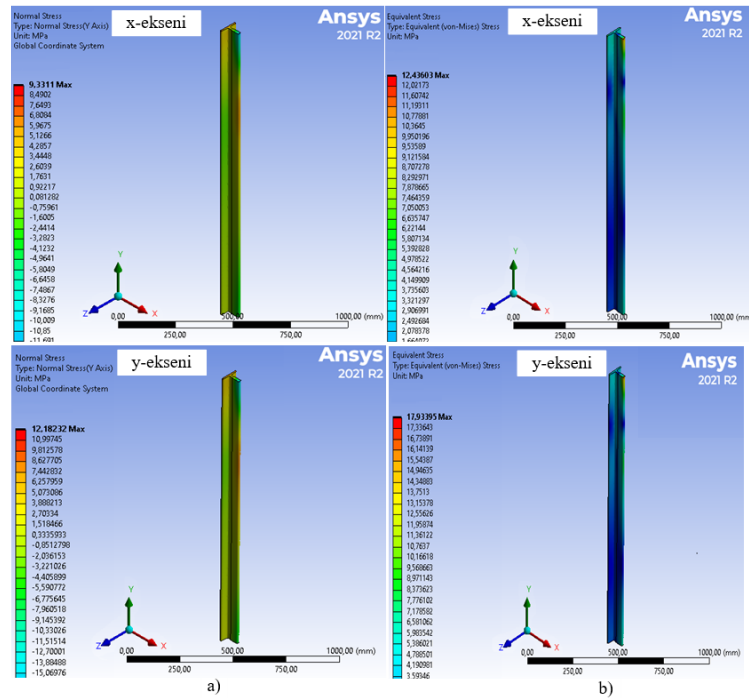 Normal Stress
Type: Normal Stress(Y Axis)
Unit: MPa
Global Coordinate System
x-ekseni
Ansys
2021 R2
9,3311 Max
8,4902
7,6493
6,8084
5,9675
5,1266
4,2857
3,4448
2,6039
1,7631
0,92217
0,081282
-0,75961
-1,6005
-2,4414
-3,2823
-4,1232
-4,9641
-5,8049
-6,6458
-7,4867
-8,3276
-9,1685
-10,009
-10,85
-11,691
Y
Z
X
0,00
500,00
1000,00 (mm)
250,00
750,00
Equivalent Stress
Type: Equivalent (von-Mises) Stress
Unit: MPa
x-ekseni
Ansys
2021 R2
12,43603 Max
12,02173
11,60742
11,19311
10,77881
10,3645
9,950196
9,53589
9,121584
8,707278
8,292971
7,878665
7,464359
7,050053
6,635747
6,22144
5,807134
5,392828
4,978522
4,564216
4,149909
3,735603
3,321297
2,906991
2,492684
2,078378
1,664072
Y
Z
X
0,00
500,00
1000,00 (mm)
250,00
750,00
Normal Stress
Type: Normal Stress(Y Axis)
Unit: MPa
Global Coordinate System
y-ekseni
Ansys
2021 R2
12,18232 Max
10,99745
9,812578
8,627705
7,442832
6,257959
5,073086
3,888213
2,70334
1,518466
0,3335933
-0,8512798
-2,036153
-3,221026
-4,405899
-5,590772
-6,775645
-7,960518
-9,145392
-10,33026
-11,51514
-12,70001
-13,88488
-15,06976
Y
Z
X
0,00
500,00
1000,00 (mm)
250,00
750,00
a)
Equivalent Stress
Type: Equivalent (von-Mises) Stress
Unit: MPa
y-ekseni
Ansys
2021 R2
17,93395 Max
17,33643
16,73891
16,14139
15,54387
14,94635
14,34883
13,7513
13,15378
12,55626
11,95874
11,36122
10,7637
10,16618
9,568663
8,971143
8,373623
7,776102
7,178582
6,581062
5,983542
5,386021
4,788501
4,190981
3,59346
Y
Z
X
0,00
500,00
1000,00 (mm)
250,00
750,00
b)